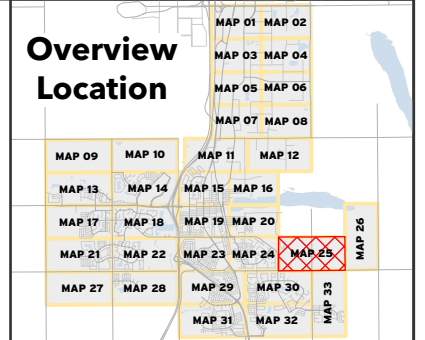 Overview
Location
MAP 01 MAP 02
MAP 03 MAP 04
MAP 05 MAP 06
MAP 07 MAP 08
MAP 09 MAP 10 MAP 11 MAP 12
MAP 13 MAP 14 MAP 15 MAP 16
MAP 17 MAP 18 MAP 19 MAP 20
MAP 26
MAP 21 MAP 22 MAP 23 MAP 24 MAP 25
MAP 27 MAP 28 MAP 29 MAP 30
MAP 33
MAP 31 MAP 32